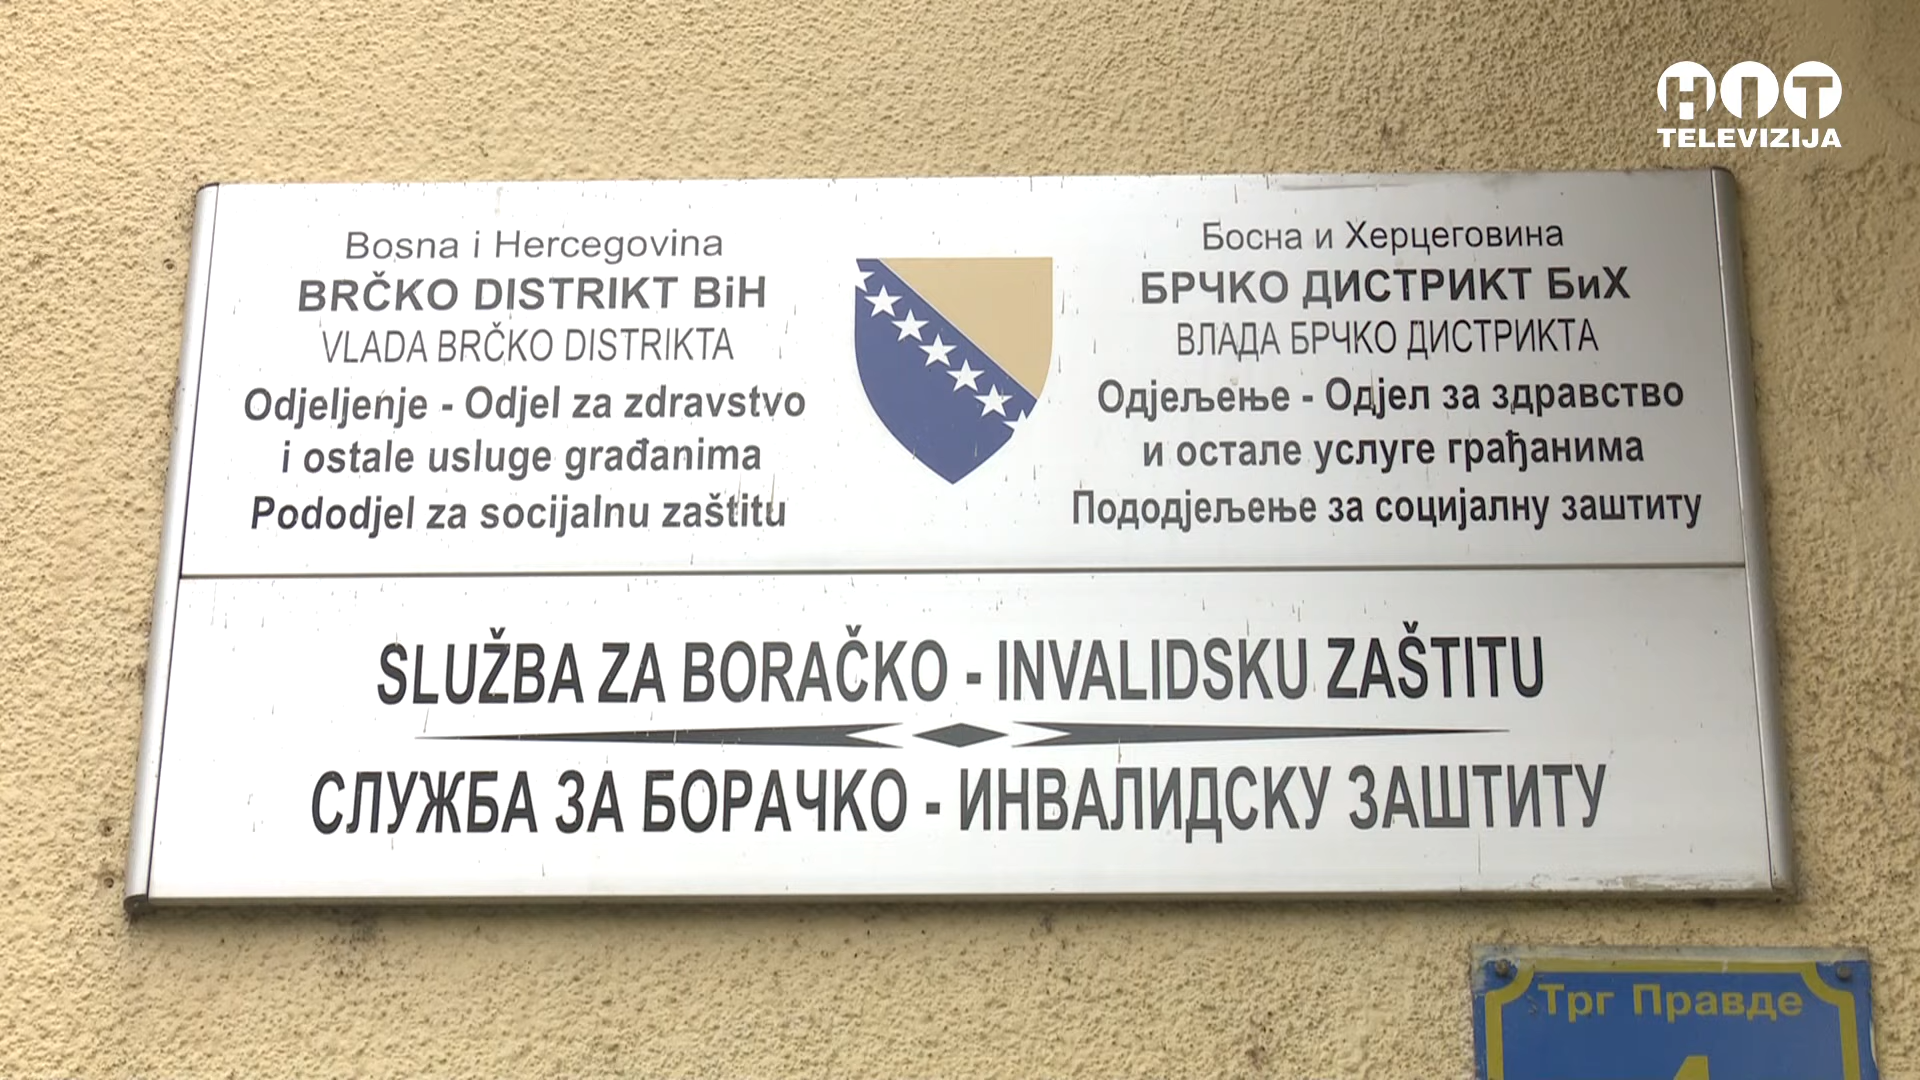 HIT
TELEVIZIJA
Bosna i Hercegovina
BRČKO DISTRIKT BiH
VLADA BRČKO DISTRIKTA
Odjeljenje - Odjel za zdravstvo
i ostale usluge građanima
Pododjel za socijalnu zaštitu
Босна и Херцеговина
БРЧКО ДИСТРИКТ БиХ
ВЛАДА БРЧКО ДИСТРИКТА
Одјељење - Одјел за здравство
и остале услуге грађанима
Пододјељење за социјалну заштиту
SLUŽBA ZA BORAČKO - INVALIDSKU ZAŠTITU
СЛУЖБА ЗА БОРАЧКО - ИНВАЛИДСКУ ЗАШТИТУ
Трг Правде